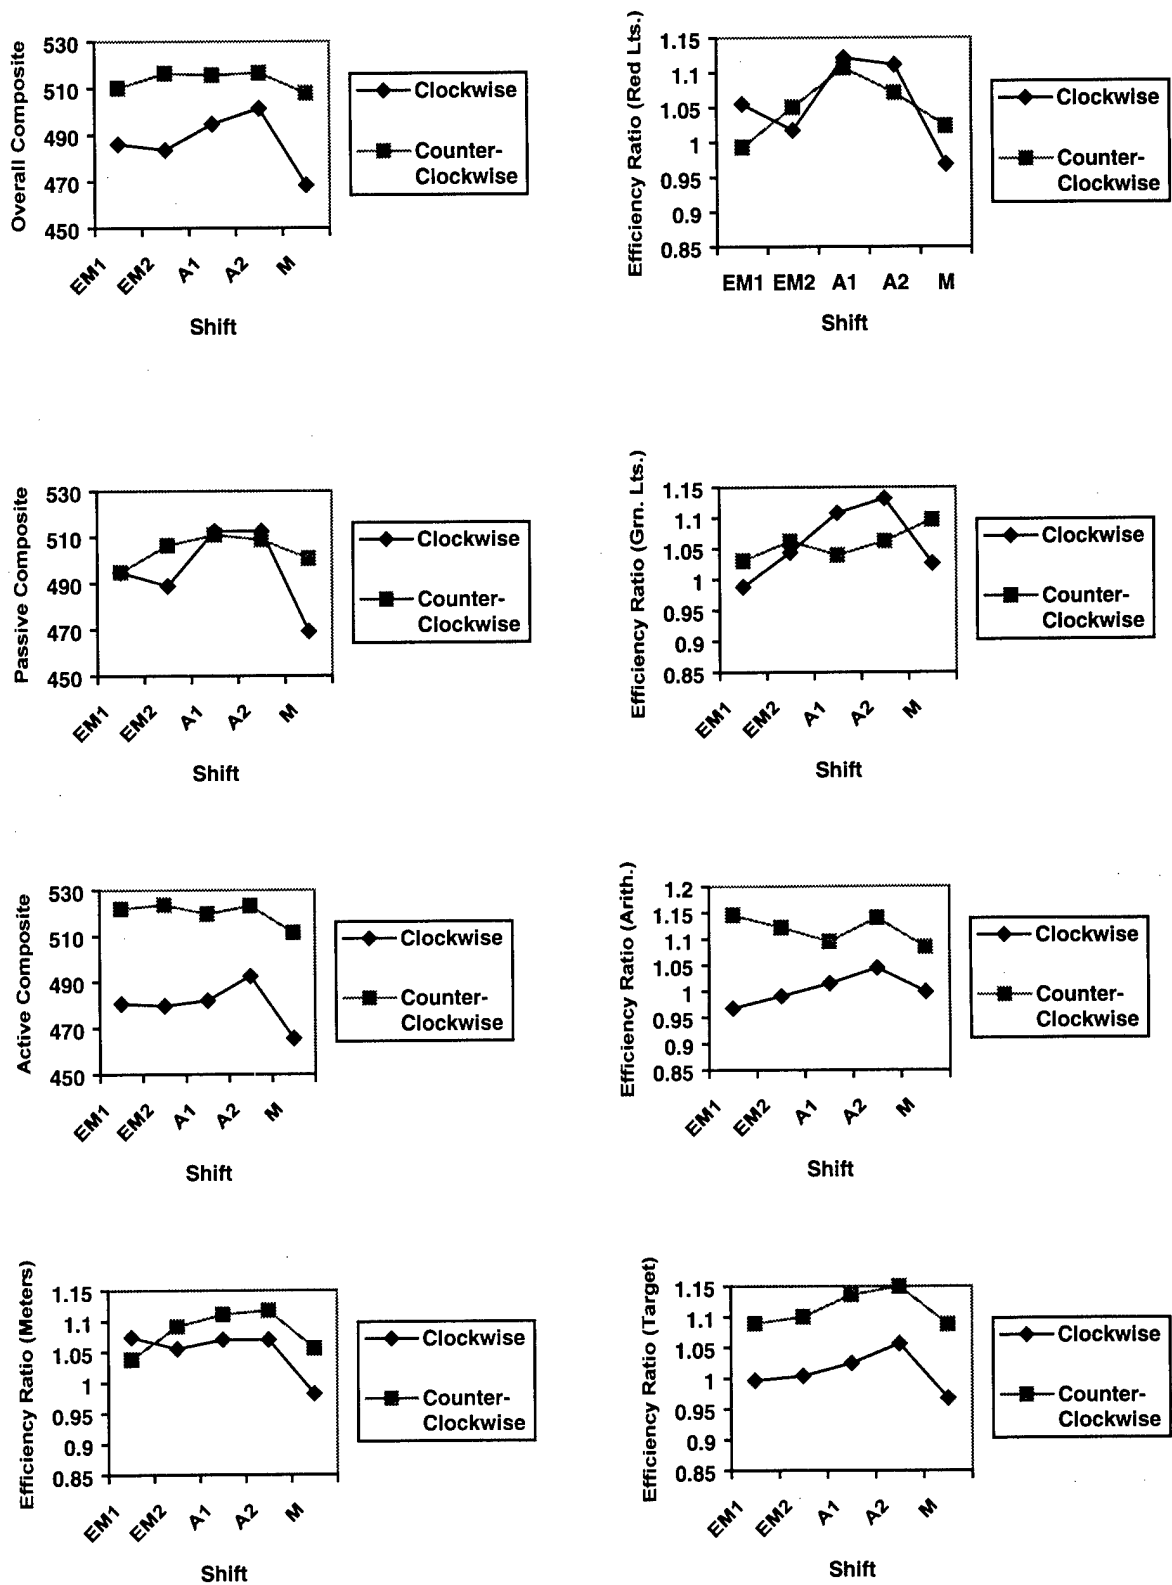 Overall Composite
530
510
490
470
450
EM1
EM2
A1
A2
M
Shift
Clockwise
Counter-
Clockwise
Efficiency Ratio (Red Lts.)
1.15
1.1
1.05
1
0.95
0.9
0.85
EM1 EM2 A1 A2 M
Shift
Clockwise
Counter-
Clockwise
Passive Composite
530
510
490
470
450
EM1
EM2
A1
A2
M
Shift
Clockwise
Counter-
Clockwise
Efficiency Ratio (Grn. Lts.)
1.15
1.1
1.05
1
0.95
0.9
0.85
EM1
EM2
A1
A2
M
Shift
Clockwise
Counter-
Clockwise
Active Composite
530
510
490
470
450
EM1
EM2
A1
A2
M
Shift
Clockwise
Counter-
Clockwise
Efficiency Ratio (Arith.)
1.2
1.15
1.1
1.05
1
0.95
0.9
0.85
EM1
EM2
A1
A2
M
Shift
Clockwise
Counter-
Clockwise
Efficiency Ratio (Meters)
1.15
1.1
1.05
1
0.95
0.9
0.85
EM1
EM2
A1
A2
M
Shift
Clockwise
Counter-
Clockwise
Efficiency Ratio (Target)
1.15
1.1
1.05
1
0.95
0.9
0.85
EM1
EM2
A1
A2
M
Shift
Clockwise
Counter-
Clockwise